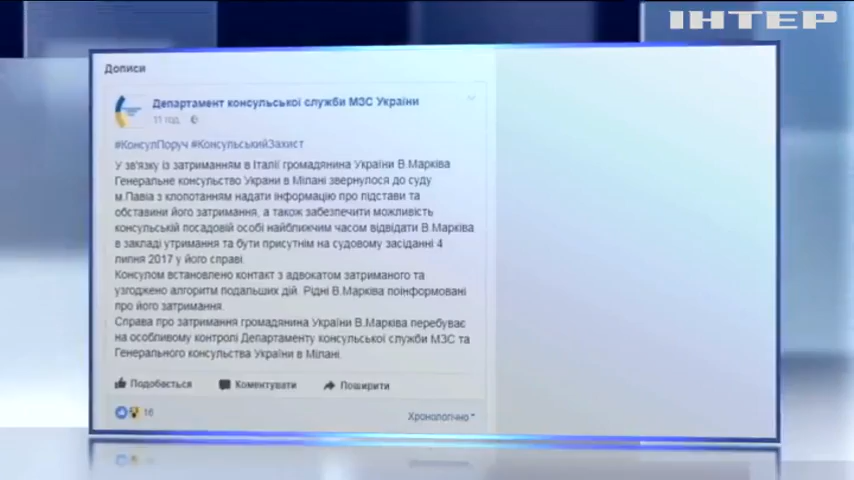 ІНТЕР
Дописи
Департамент консульської служби МЗС України
11 год.
#КонсулПоруч #КонсульськийЗахист
У зв'язку із затриманням в Італії громадянина України В.Марківа
Генеральне консульство Украни в Мілані звернулося до суду
м.Павіа з клопотанням надати інформацію про підстави та
обставини його затримання, а також забезпечити можливість
консульській посадовій особі найближчим часом відвідати В.Марківа
в закладі утримання та бути присутнім на судовому засіданні 4
липня 2017 у його справі.
Консулом встановлено контакт з адвокатом затриманого та
узгоджено алгоритм подальших дій. Рідні В.Марківа поінформовані
про його затримання.
Справа про затримання громадянина України В.Марківа перебуває
на особливому контролі Департаменту консульської служби МЗС та
Генерального консульства України в Мілані.
Подобається Коментувати Поширити
16
Хронологічно